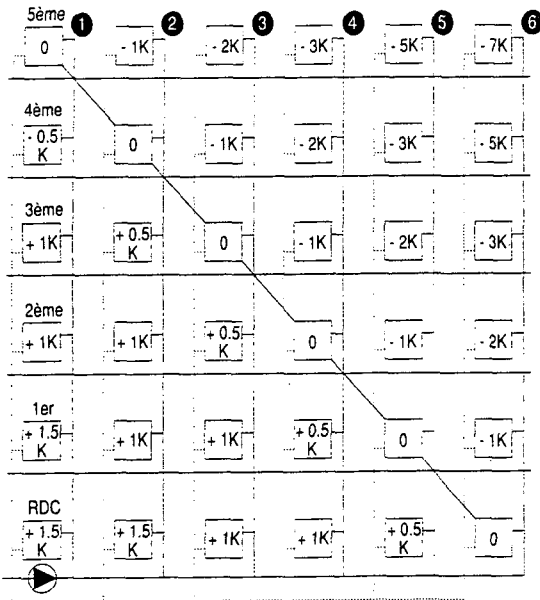 5ème
1 2 3 4 5 6
0 - 1K - 2K - 3K - 5K - 7K
4ème
- 0.5 K 0 - 1K - 2K - 3K - 5K
3ème
+ 1K + 0.5 K 0 - 1K - 2K - 3K
2ème
+ 1K + 1K + 0.5 K 0 - 1K - 2K
1er
+ 1.5 K + 1K + 1K + 0.5 K 0 - 1K
RDC
+ 1.5 K + 1.5 K + 1K + 1K + 0.5 K 0